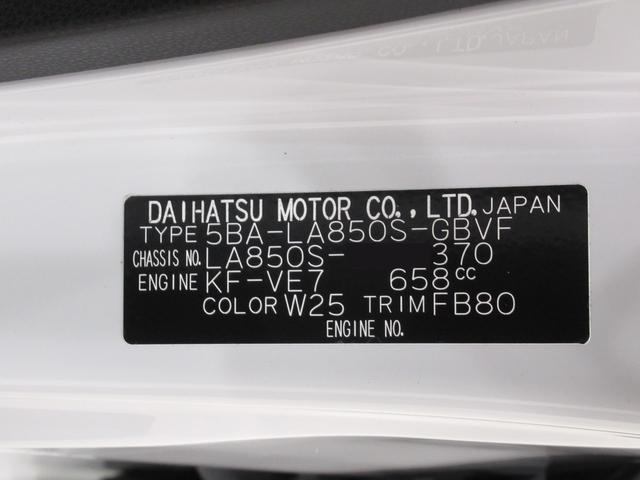 DAIHATSU MOTOR CO., LTD. JAPAN
TYPE 5BA-LA850S-GBVF
CHASSIS NO. LA850S- 370
ENGINE KF-VE7 658cc
COLOR W25 TRIM FB80
ENGINE NO.